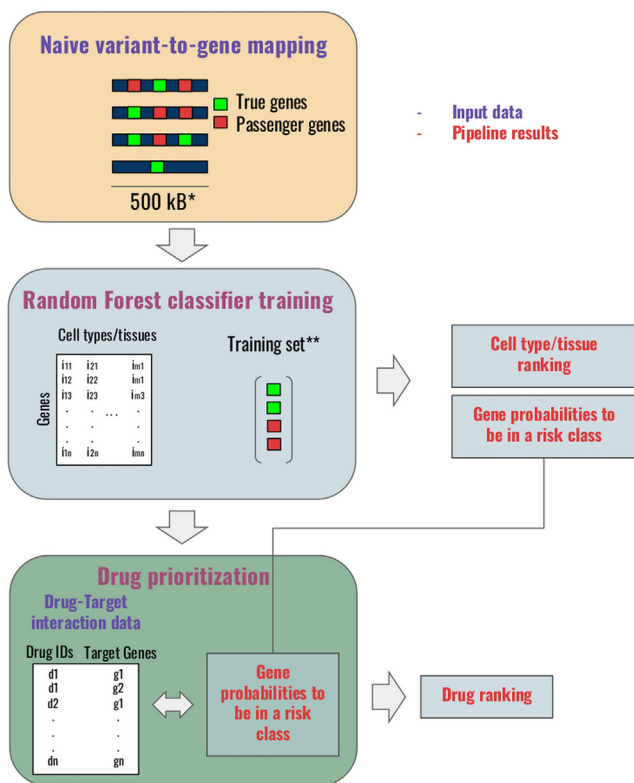 Naive variant-to-gene mapping
True genes
Passenger genes
500 kB*
- Input data
- Pipeline results
Random Forest classifier training
Cell types/tissues
Training set**
Genes
i11 i21 im1
i12 i22 im1
i13 i23 im3
. . ... .
. . .
i1n i2n imn
Cell type/tissue
ranking
Gene probabilities to
be in a risk class
Drug prioritization
Drug-Target
interaction data
Drug IDs Target Genes
d1 g1
d1 g2
d2 g1
. .
. .
. .
dn gn
Gene
probabilities to
be in a risk
class
Drug ranking